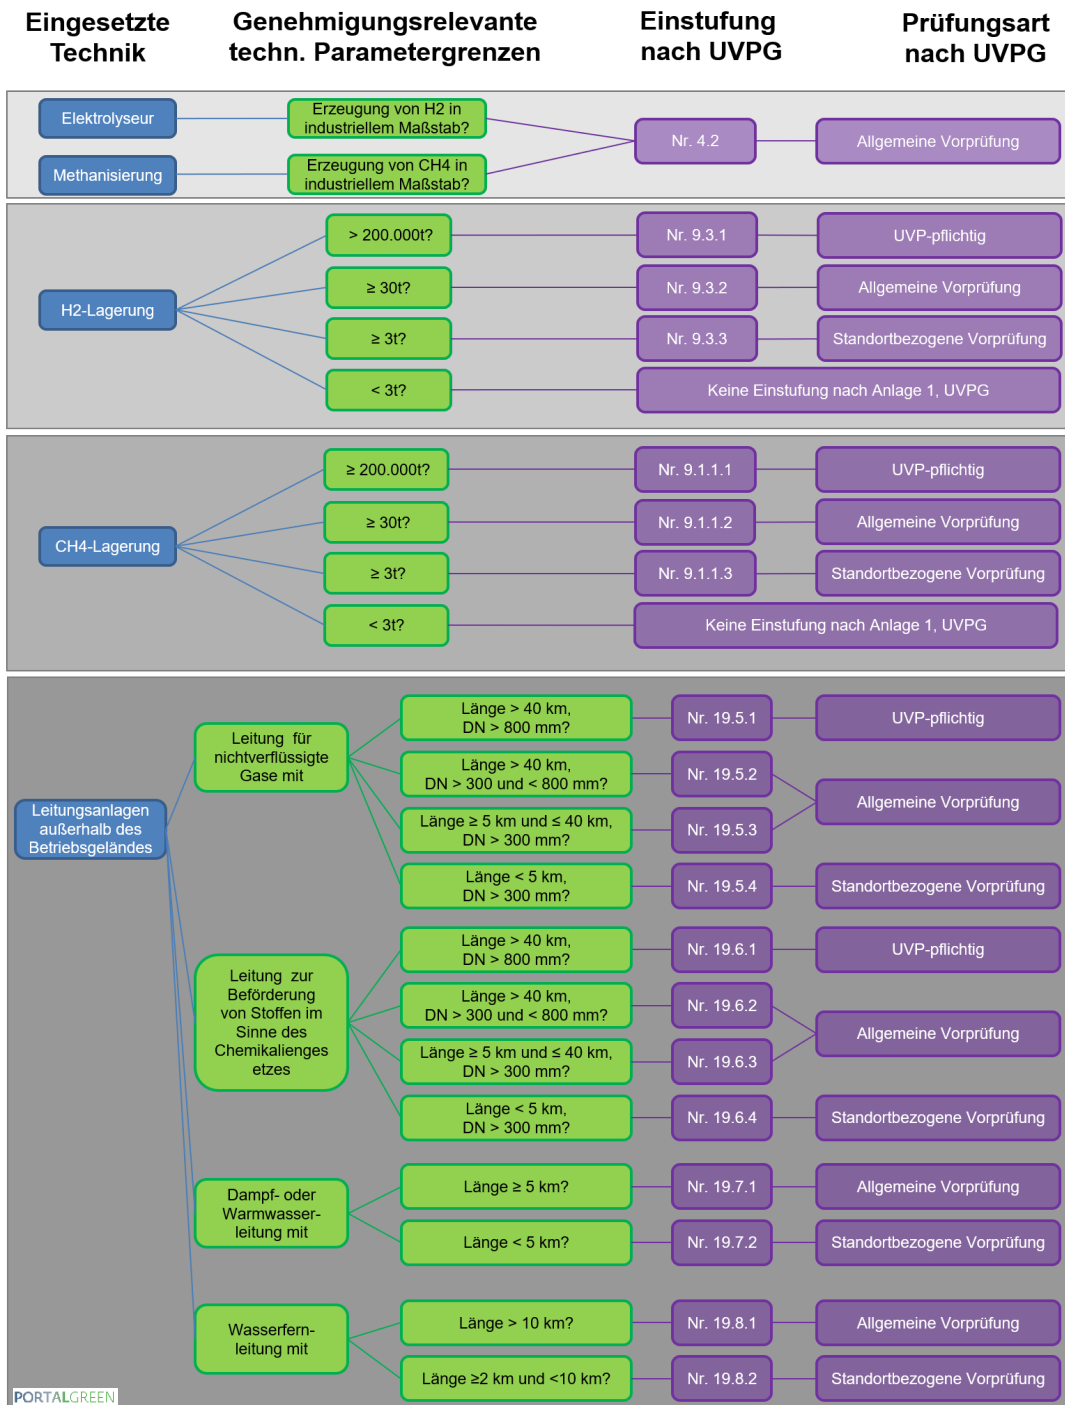 Eingesetzte
Technik
Genehmigungsrelevante
techn. Parametergrenzen
Einstufung
nach UVPG
Prüfungsart
nach UVPG
Elektrolyseur
Erzeugung von H2 in
industriellem Maßstab?
Methanisierung
Erzeugung von CH4 in
industriellem Maßstab?
Nr. 4.2
Allgemeine Vorprüfung
H2-Lagerung
> 200.000t?
Nr. 9.3.1
UVP-pflichtig
≥ 30t?
Nr. 9.3.2
Allgemeine Vorprüfung
≥ 3t?
Nr. 9.3.3
Standortbezogene Vorprüfung
< 3t?
Keine Einstufung nach Anlage 1, UVPG
CH4-Lagerung
≥ 200.000t?
Nr. 9.1.1.1
UVP-pflichtig
≥ 30t?
Nr. 9.1.1.2
Allgemeine Vorprüfung
≥ 3t?
Nr. 9.1.1.3
Standortbezogene Vorprüfung
< 3t?
Keine Einstufung nach Anlage 1, UVPG
Leitungsanlagen
außerhalb des
Betriebsgeländes
Leitung für
nichtverflüssigte
Gase mit
Länge > 40 km,
DN > 800 mm?
Nr. 19.5.1
UVP-pflichtig
Länge > 40 km,
DN > 300 und < 800 mm?
Nr. 19.5.2
Länge ≥ 5 km und ≤ 40 km,
DN > 300 mm?
Nr. 19.5.3
Allgemeine Vorprüfung
Länge < 5 km,
DN > 300 mm?
Nr. 19.5.4
Standortbezogene Vorprüfung
Leitung zur
Beförderung
von Stoffen im
Sinne des
Chemikalienges
etzes
Länge > 40 km,
DN > 800 mm?
Nr. 19.6.1
UVP-pflichtig
Länge > 40 km,
DN > 300 und < 800 mm?
Nr. 19.6.2
Länge ≥ 5 km und ≤ 40 km,
DN > 300 mm?
Nr. 19.6.3
Allgemeine Vorprüfung
Länge < 5 km,
DN > 300 mm?
Nr. 19.6.4
Standortbezogene Vorprüfung
Dampf- oder
Warmwasser-
leitung mit
Länge ≥ 5 km?
Nr. 19.7.1
Allgemeine Vorprüfung
Länge < 5 km?
Nr. 19.7.2
Standortbezogene Vorprüfung
Wasserfern-
leitung mit
Länge > 10 km?
Nr. 19.8.1
Allgemeine Vorprüfung
Länge ≥2 km und <10 km?
Nr. 19.8.2
Standortbezogene Vorprüfung
PORTALGREEN